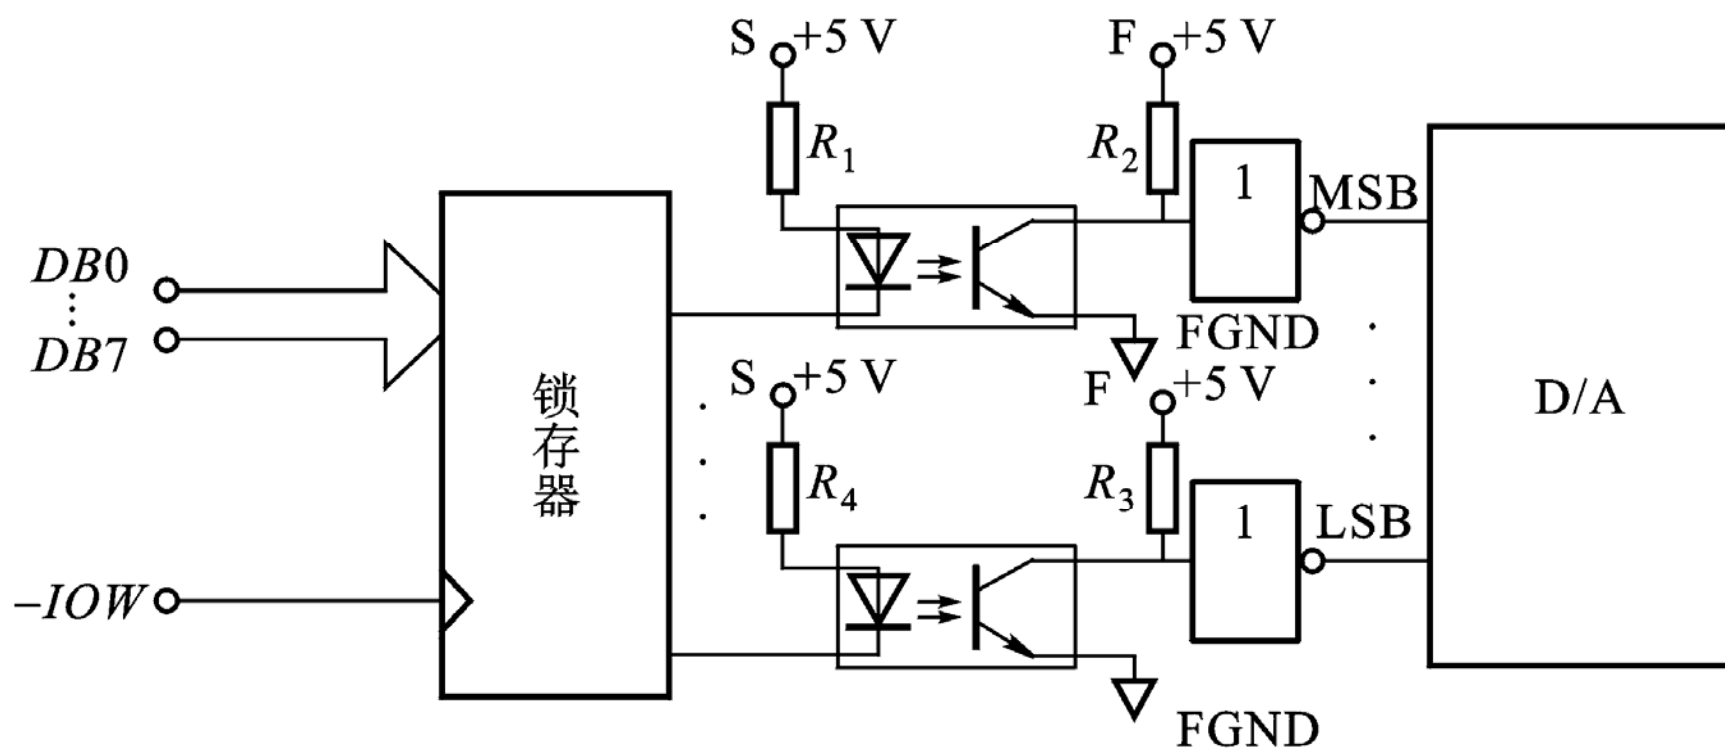 S +5 V
F +5 V
R1
R2
1
MSB
DB0
⋮
DB7
FGND
S +5 V
F +5 V
锁存器
D/A
R4
R3
1
LSB
–IOW
FGND